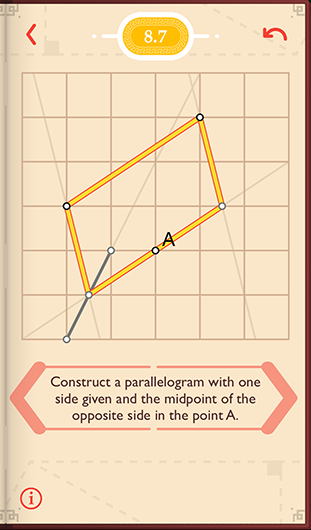 8.7
A
Construct a parallelogram with one
side given and the midpoint of the
opposite side in the point A.
i